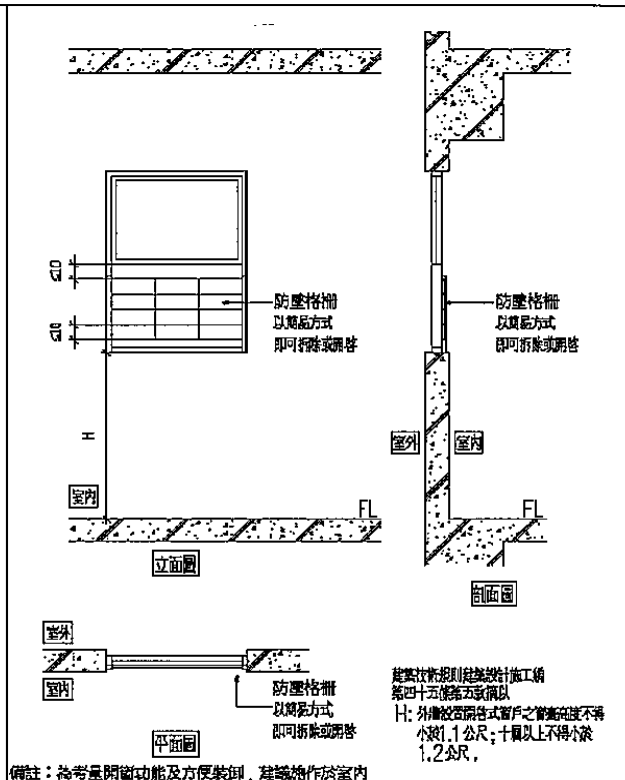 ≤10
≤10
防墜格柵
以簡易方式
即可拆除或開啓
H
室內
FL
立面圖
防墜格柵
以簡易方式
即可拆除或開啓
室外
室內
FL
剖面圖
室外
室內
防墜格柵
以簡易方式
即可拆除或開啓
平面圖
建築技術規則建築設計施工編
第四十五條第五款
H: 外牆設置開啓式窗戶之窗臺高度不得
小於1.1公尺；十層以上不得小於
1.2公尺。
備註：為考量開窗功能及方便裝卸，建議施作於室內